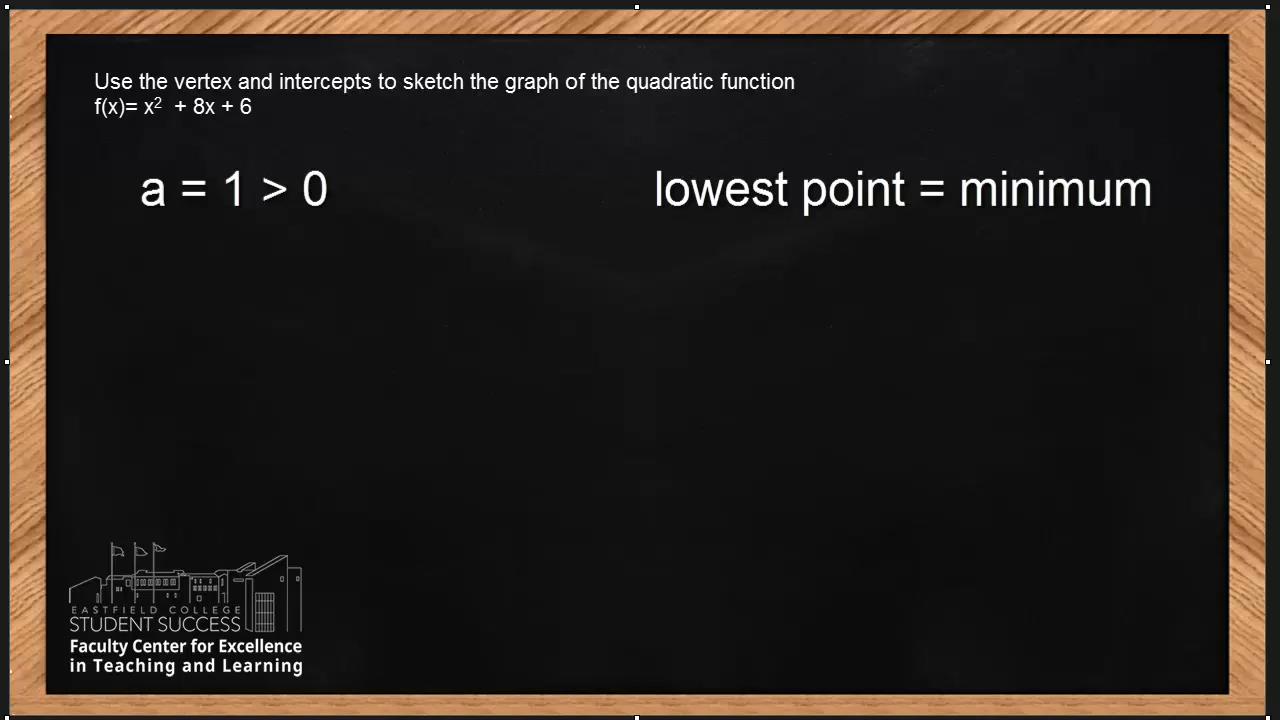 Use the vertex and intercepts to sketch the graph of the quadratic function
f(x)= x² + 8x + 6
a = 1 > 0
lowest point = minimum
EASTFIELD COLLEGE
STUDENT SUCCESS
Faculty Center for Excellence
in Teaching and Learning